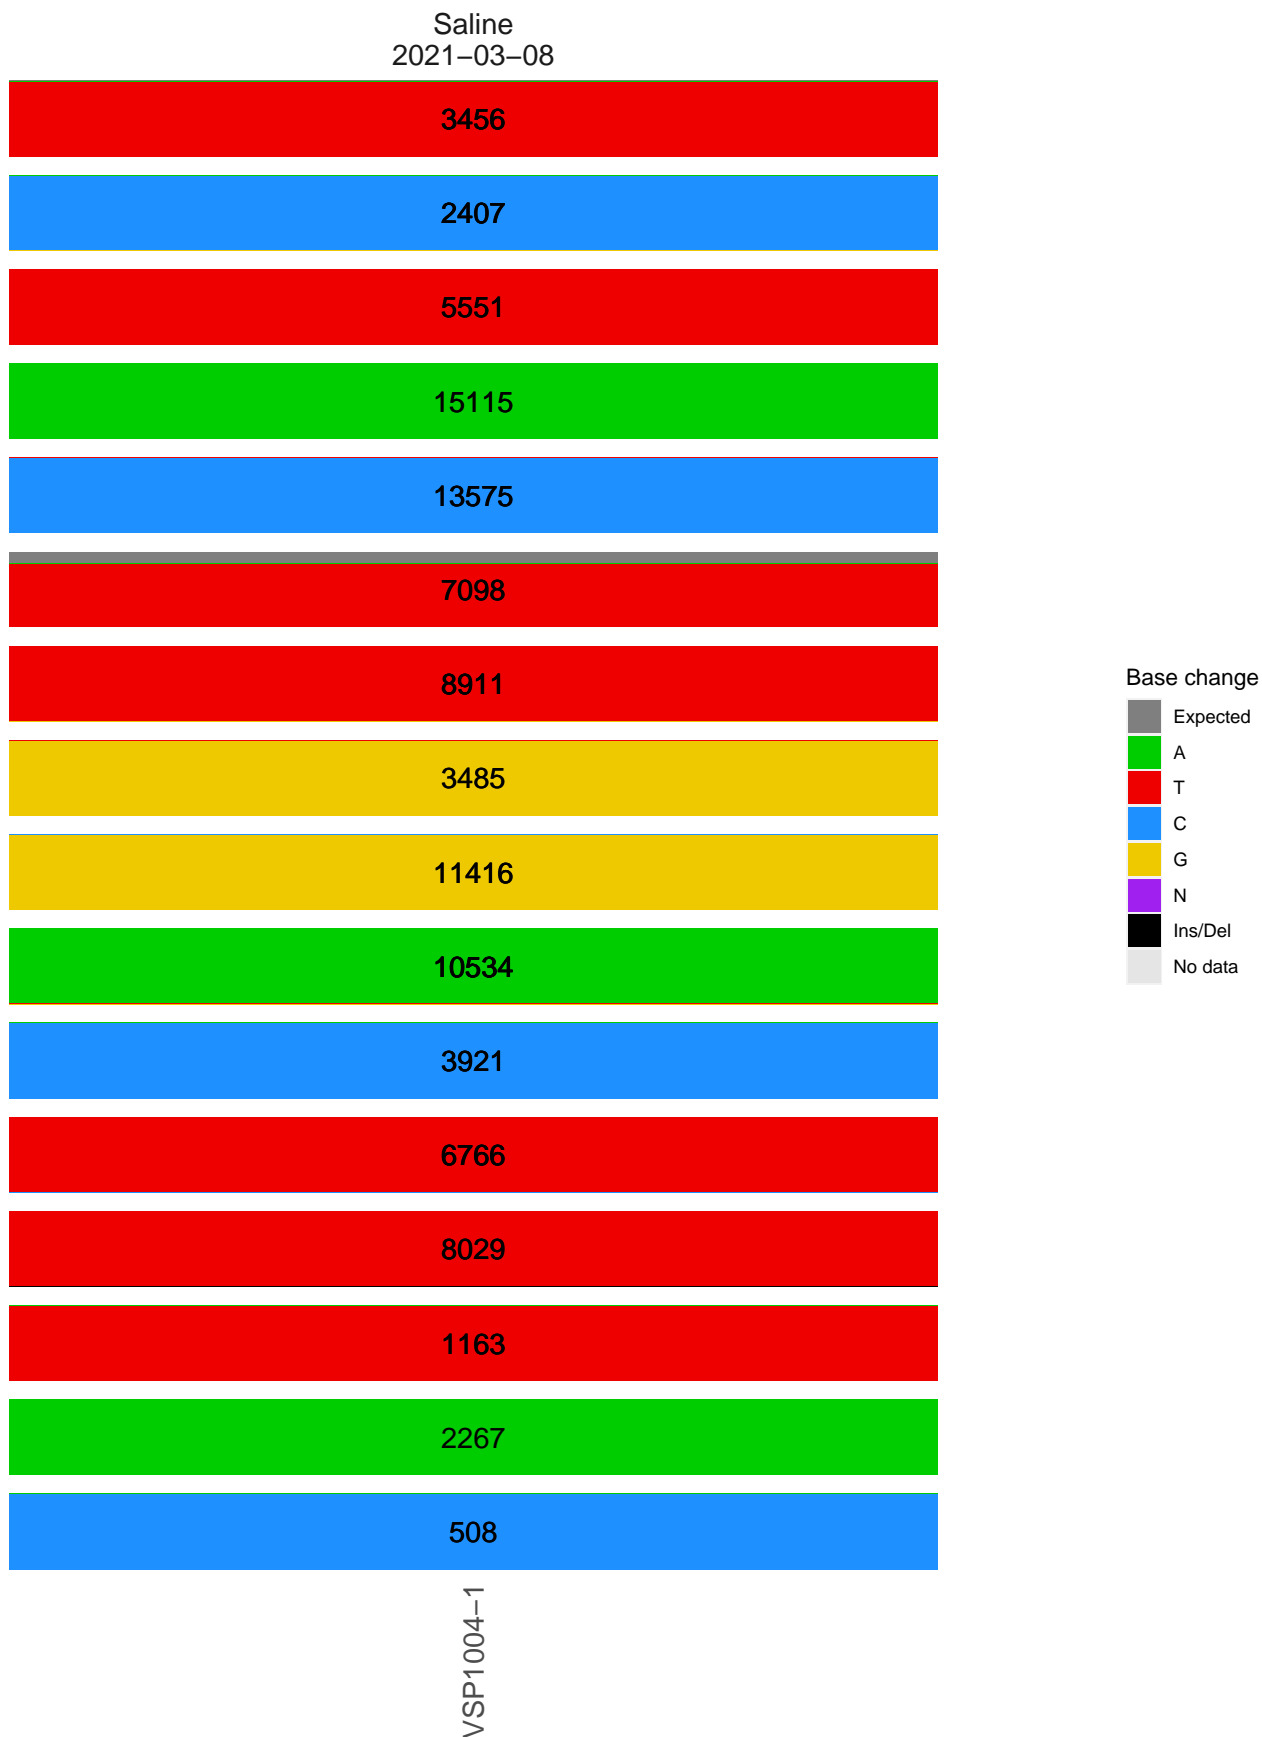 Saline
2021−03−08
3456
2407
5551
15115
13575
7098
8911
3485
11416
10534
3921
6766
8029
1163
2267
508
VSP1004−1
Base change
Expected
A
T
C
G
N
Ins/Del
No data